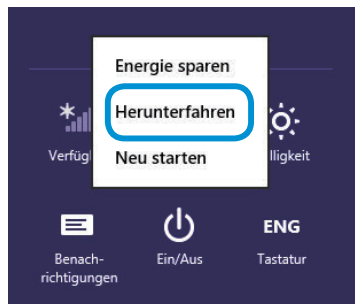 Energie sparen
Herunterfahren
Neu starten
Verfüg
lligkeit
Benach-
richtigungen
Ein/Aus
ENG
Tastatur